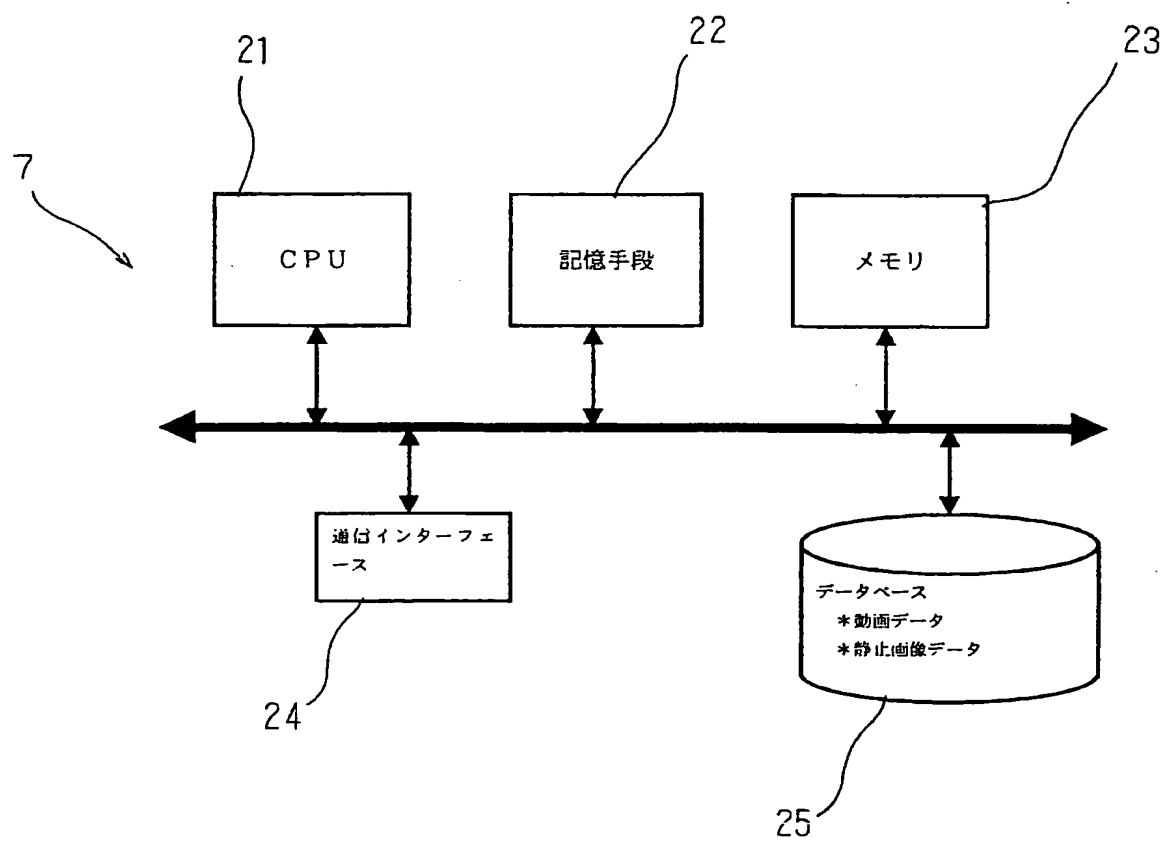 21
22
23
7
CPU
記憶手段
メモリ
通信インターフェ
ース
データベース
*動画データ
*静止画像データ
24
25